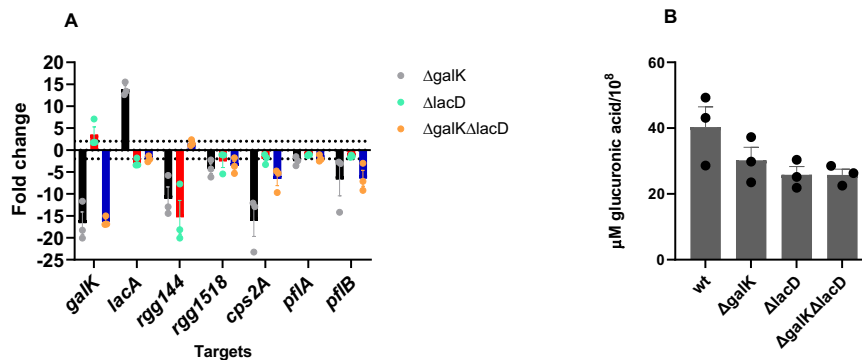 A
Fold change
20
15
10
5
0
-5
-10
-15
-20
-25
galK
lacA
rgg144
rgg1518
cps2A
pflA
pflB
Targets
ΔgalK
ΔlacD
ΔgalKΔlacD
B
µM glucuronic acid/10⁸
60
40
20
0
wt
ΔgalK
ΔlacD
ΔgalKΔlacD